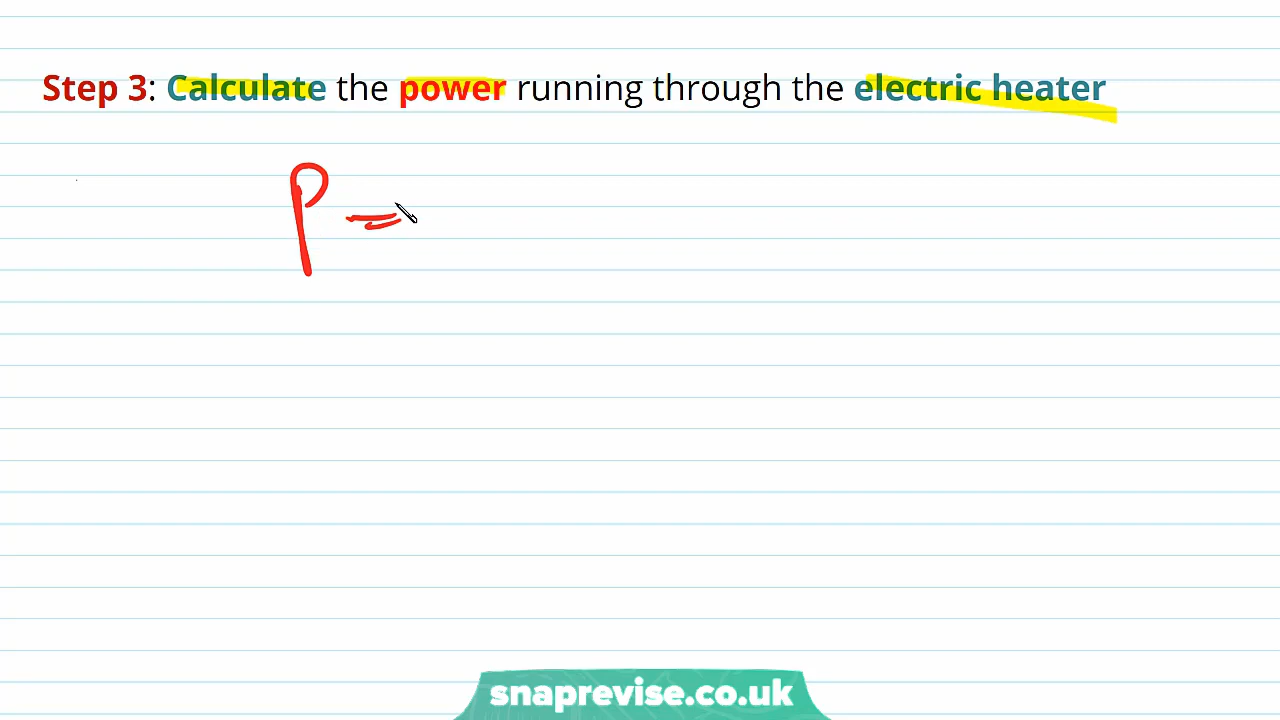 Step 3: Calculate the power running through the electric heater
P =
snaprevise.co.uk